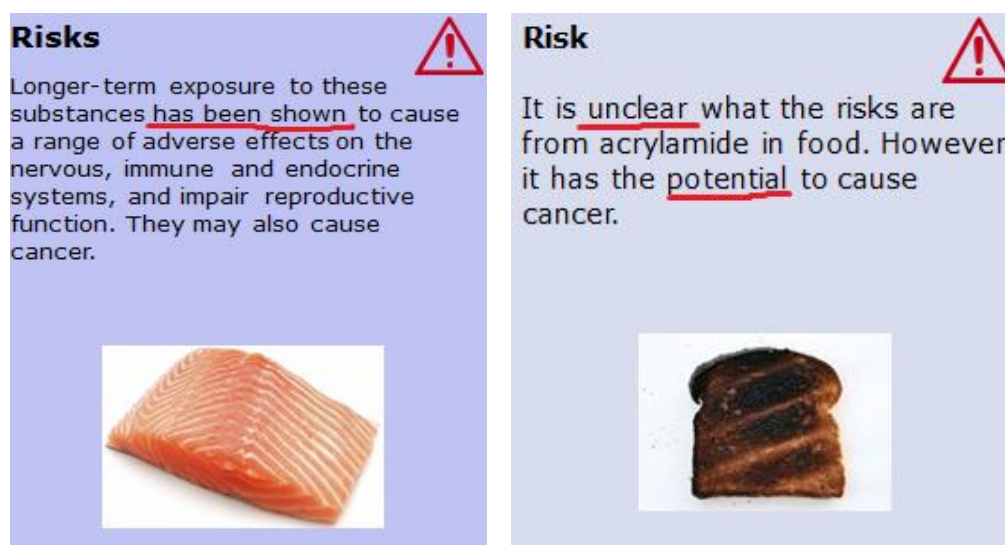 Risks
Longer-term exposure to these
substances has been shown to cause
a range of adverse effects on the
nervous, immune and endocrine
systems, and impair reproductive
function. They may also cause
cancer.
Risk
It is unclear what the risks are
from acrylamide in food. However
it has the potential to cause
cancer.